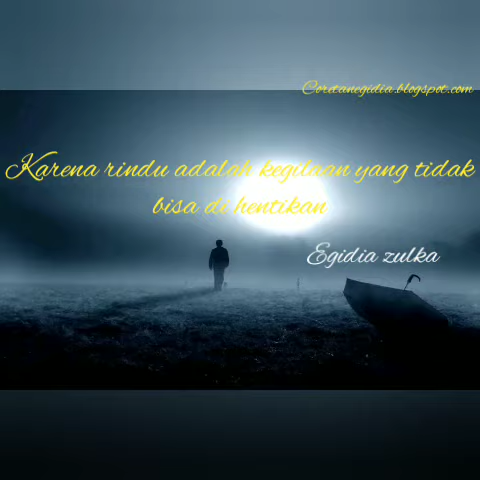 Coretanegidia.blogspot.com
Karena rindu adalah kegilaan yang tidak
bisa di hentikan
Egidia zulka